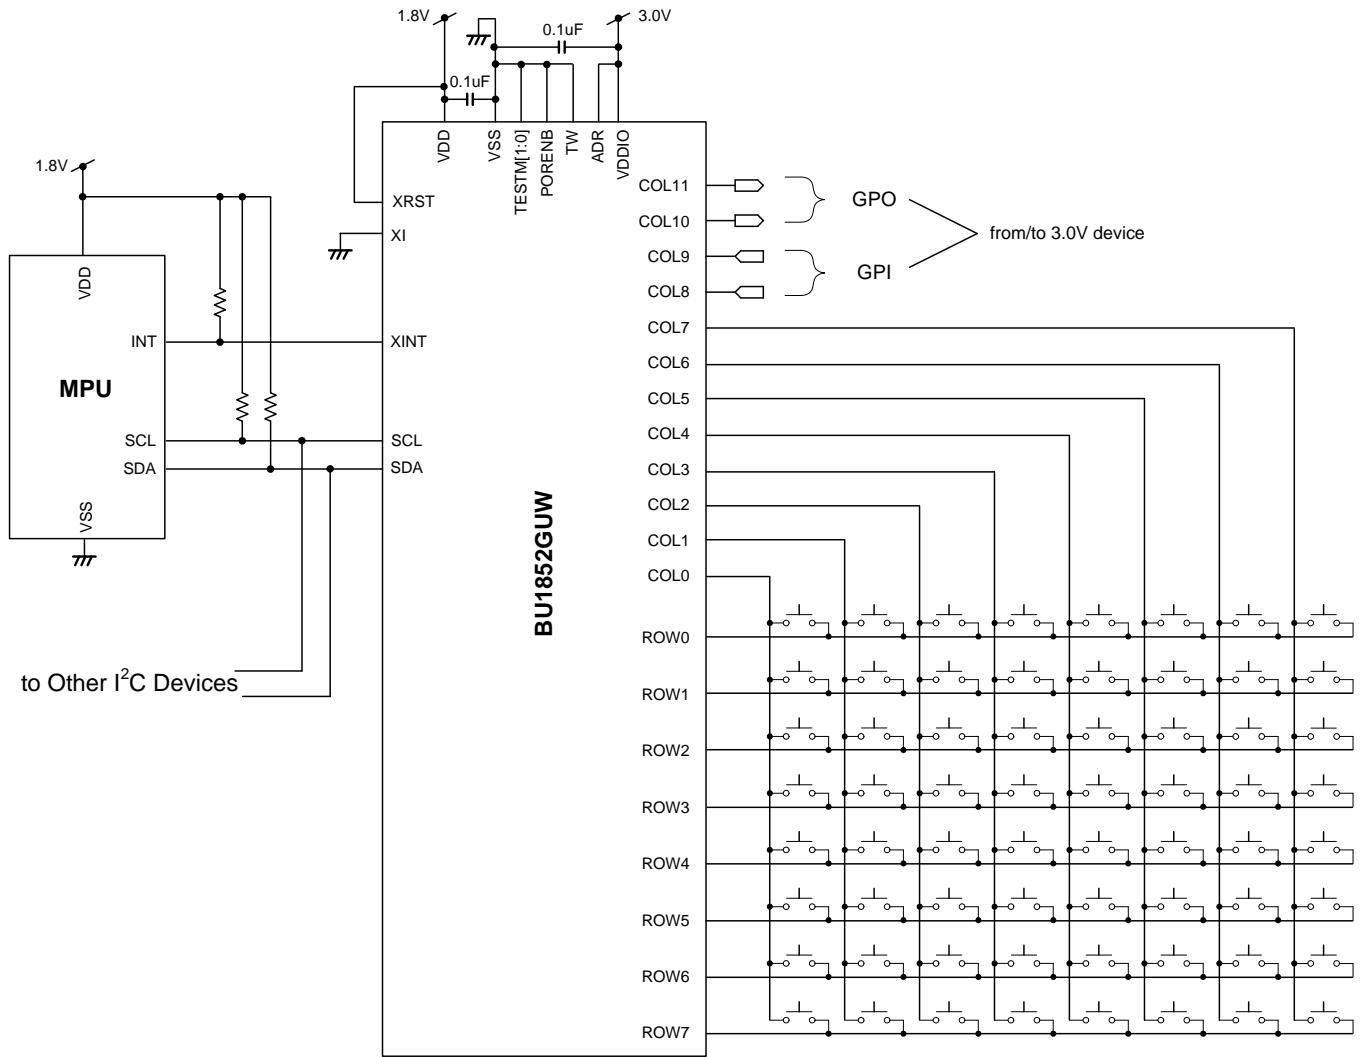 1.8V
3.0V
0.1uF
0.1uF
VDD
VSS
TESTM[1:0]
PORENB
TW
ADR
VDDIO
1.8V
VDD
INT
MPU
SCL
SDA
VSS
to Other I2C Devices
XRST
XI
XINT
SCL
SDA
BU1852GUW
COL11
COL10
COL9
COL8
COL7
COL6
COL5
COL4
COL3
COL2
COL1
COL0
ROW0
ROW1
ROW2
ROW3
ROW4
ROW5
ROW6
ROW7
GPO
GPI
from/to 3.0V device